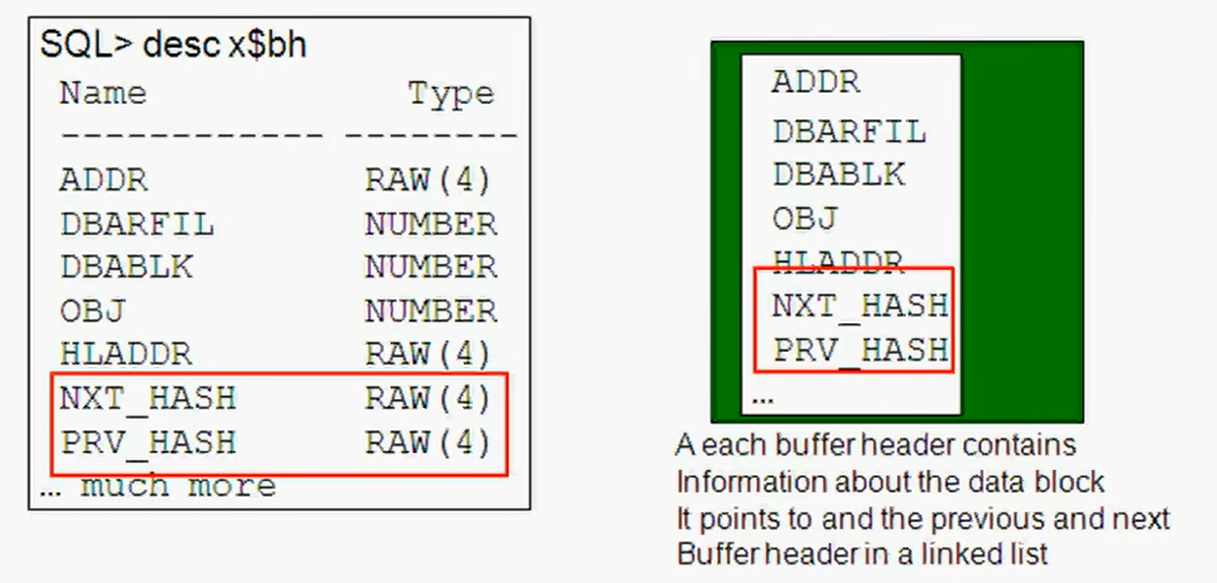 SQL> desc x$bh
Name Type
------------ --------
ADDR RAW(4)
DBARFIL NUMBER
DBABLK NUMBER
OBJ NUMBER
HLADDR RAW(4)
NXT_HASH RAW(4)
PRV_HASH RAW(4)
… much more
ADDR
DBARFIL
DBABLK
OBJ
HLADDR
NXT_HASH
PRV_HASH
…
A each buffer header contains
Information about the data block
It points to and the previous and next
Buffer header in a linked list